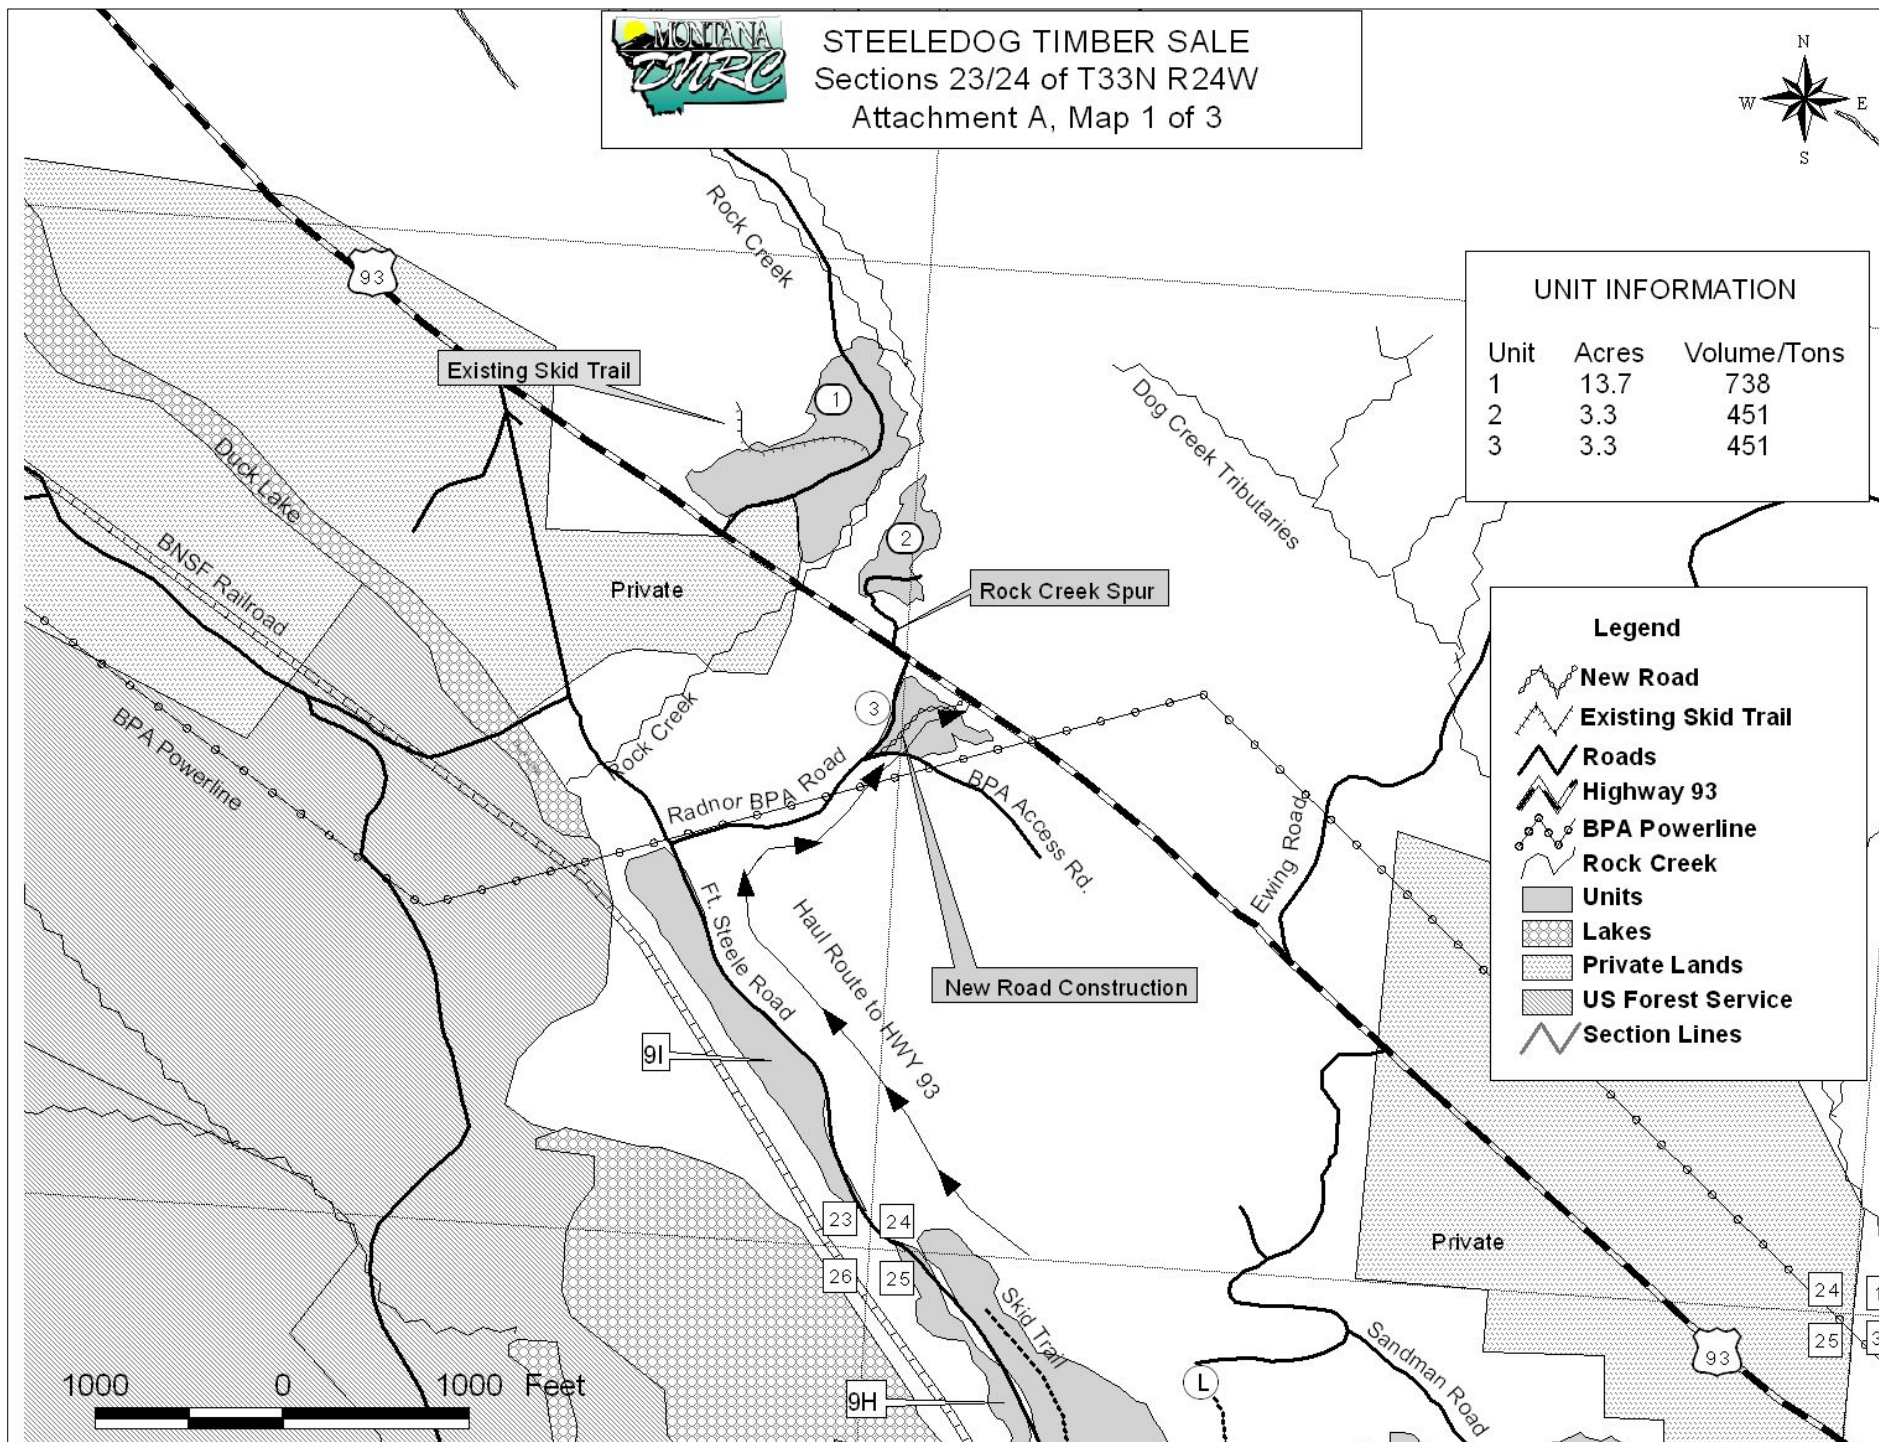 MONTANA
DNRC
STEELEDOG TIMBER SALE
Sections 23/24 of T33N R24W
Attachment A, Map 1 of 3
N
W E
S
Rock Creek
93
UNIT INFORMATION
Unit Acres Volume/Tons
1 13.7 738
2 3.3 451
3 3.3 451
Existing Skid Trail
1
Dog Creek Tributaries
Duck Lake
BNSF Railroad
2
Private
Rock Creek Spur
Legend
New Road
Existing Skid Trail
Roads
Highway 93
BPA Powerline
Rock Creek
Units
Lakes
Private Lands
US Forest Service
Section Lines
BPA Powerline
Rock Creek
3
Radnor BPA Road
BPA Access Rd.
Ewing Road
Ft. Steele Road
Haul Route to HWY 93
New Road Construction
9I
23 24
26 25
Private
24 1
25 3
Skid Trail
Sandman Road
93
L
9H
1000 0 1000 Feet